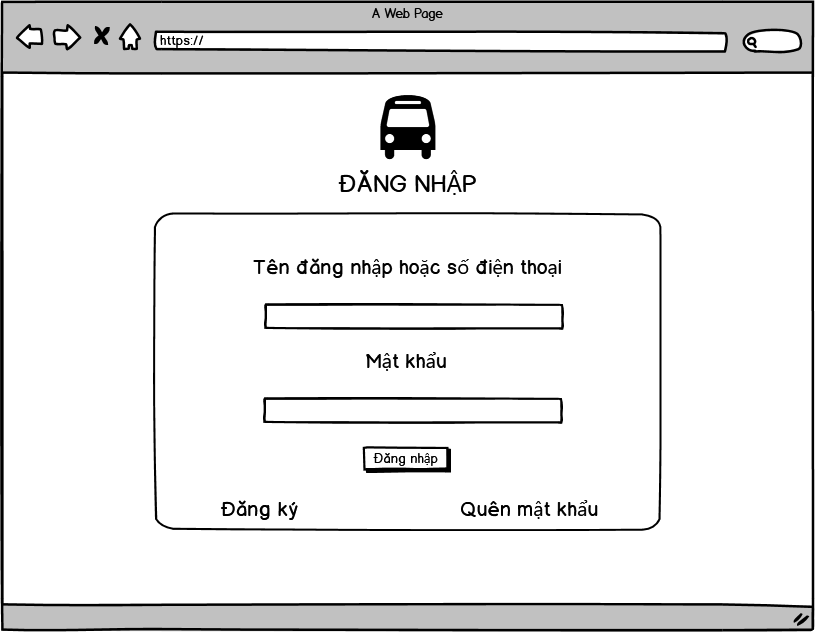 A Web Page
https://
ĐĂNG NHẬP
Tên đăng nhập hoặc số điện thoại
Mật khẩu
Đăng nhập
Đăng ký
Quên mật khẩu